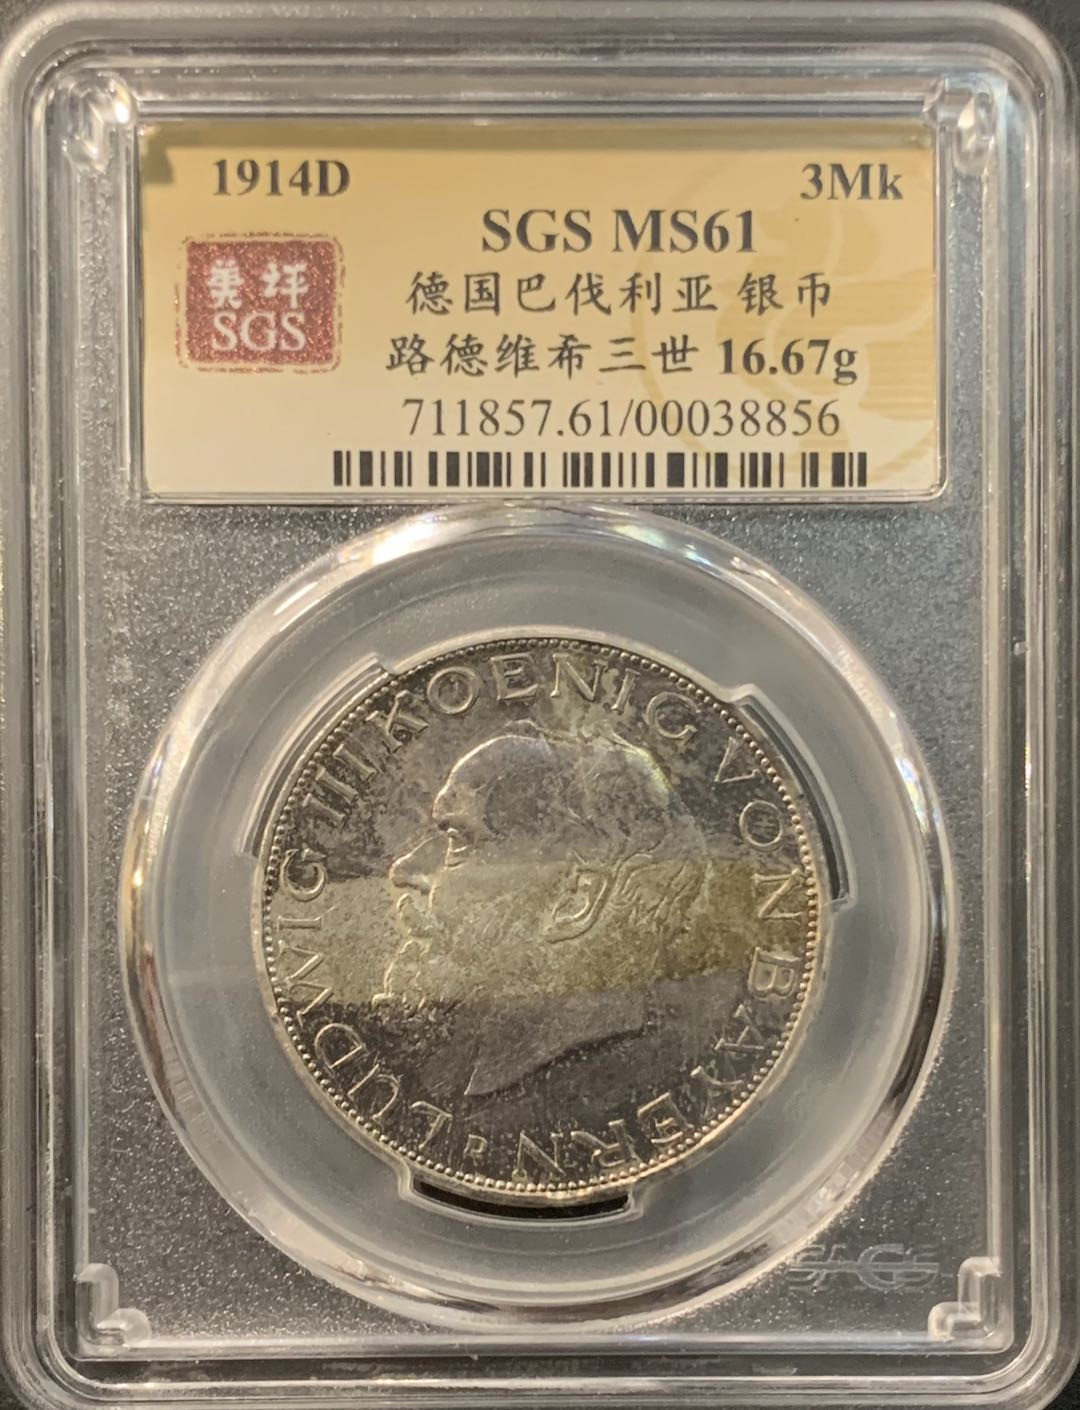 1914D 3Mk
SGS MS61
美评
SGS
德国巴伐利亚 银币
路德维希三世 16.67g
711857.61/00038856
LUDWIG III KOENIG VON BAYERN
D
SAGS